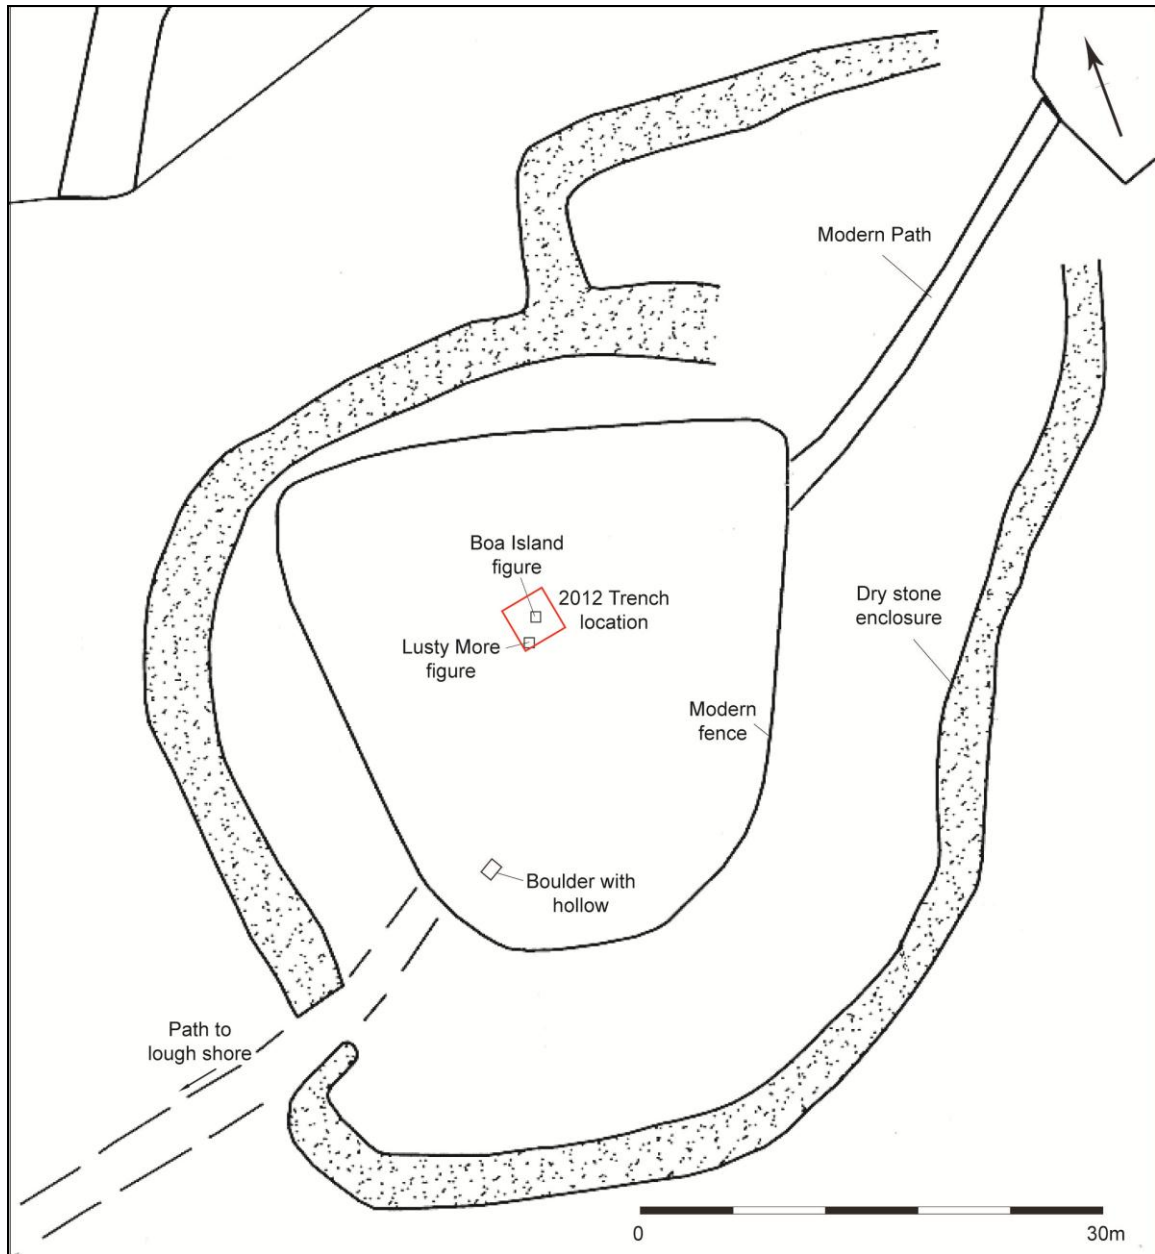 Modern Path
Boa Island
figure
2012 Trench
location
Lusty More
figure
Dry stone
enclosure
Modern
fence
Boulder with
hollow
Path to
lough shore
0
30m